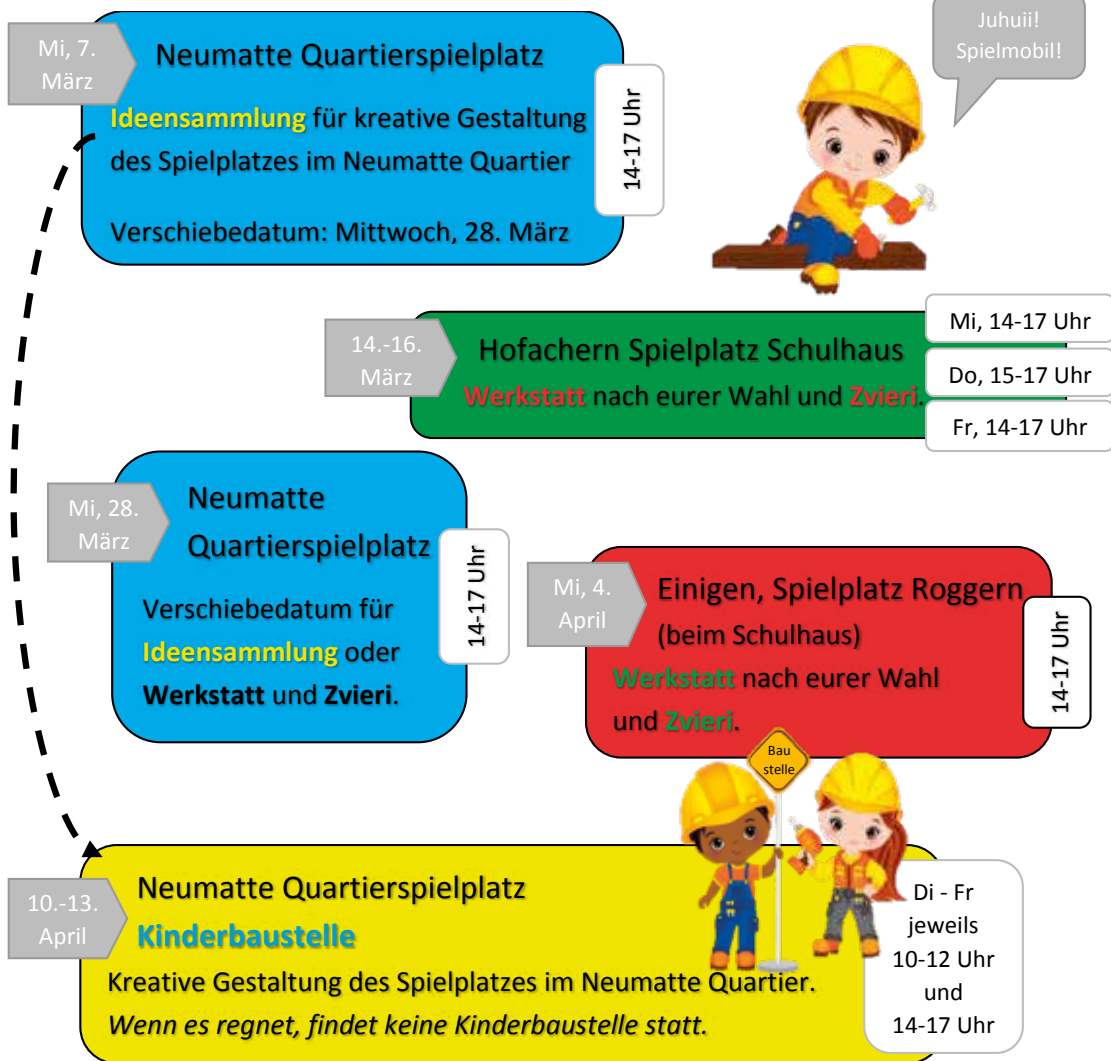 Juhuii!
Spielmobil!
Mi, 7.
März
Neumatte Quartierspielplatz
Ideensammlung für kreative Gestaltung
des Spielplatzes im Neumatte Quartier
Verschiebedatum: Mittwoch, 28. März
14-17 Uhr
14.-16.
März
Hofachern Spielplatz Schulhaus
Werkstatt nach eurer Wahl und Zvieri.
Mi, 14-17 Uhr
Do, 15-17 Uhr
Fr, 14-17 Uhr
Mi, 28.
März
Neumatte
Quartierspielplatz
Verschiebedatum für
Ideensammlung oder
Werkstatt und Zvieri.
14-17 Uhr
Mi, 4.
April
Einigen, Spielplatz Roggern
(beim Schulhaus)
Werkstatt nach eurer Wahl
und Zvieri.
14-17 Uhr
Bau
stelle
10.-13.
April
Neumatte Quartierspielplatz
Kinderbaustelle
Kreative Gestaltung des Spielplatzes im Neumatte Quartier.
Wenn es regnet, findet keine Kinderbaustelle statt.
Di - Fr
jeweils
10-12 Uhr
und
14-17 Uhr